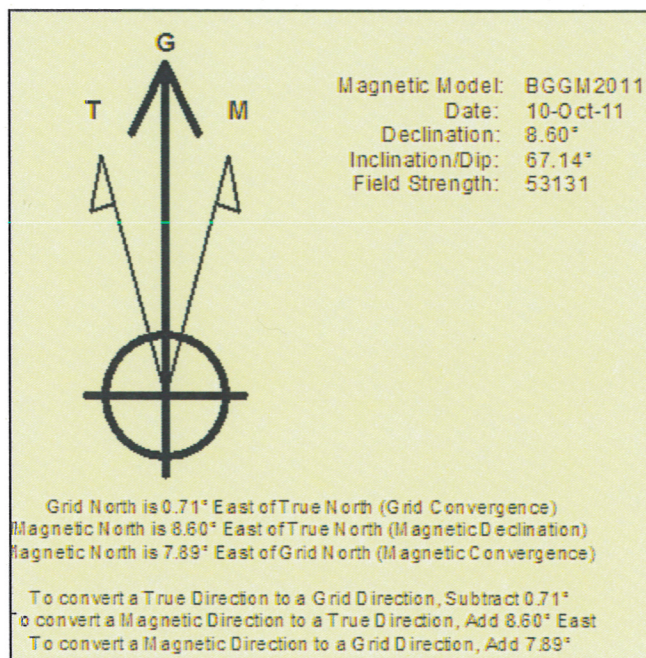 G
T M
Magnetic Model: BGGM2011
Date: 10-Oct-11
Declination: 8.60°
Inclination/Dip: 67.14°
Field Strength: 53131
Grid North is 0.71° East of True North (Grid Convergence)
Magnetic North is 8.60° East of True North (Magnetic Declination)
Magnetic North is 7.89° East of Grid North (Magnetic Convergence)
To convert a True Direction to a Grid Direction, Subtract 0.71°
To convert a Magnetic Direction to a True Direction, Add 8.60° East
To convert a Magnetic Direction to a Grid Direction, Add 7.89°